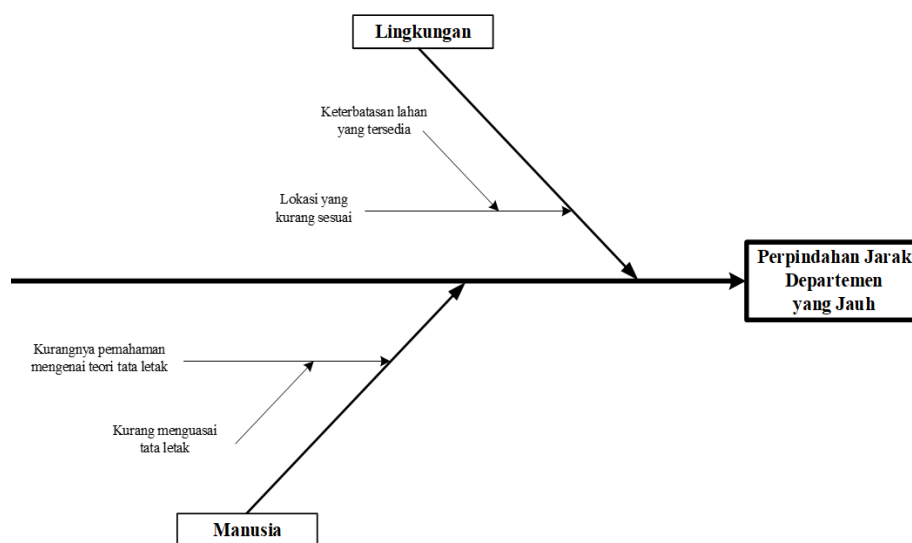 Lingkungan
Keterbatasan lahan
yang tersedia
Lokasi yang
kurang sesuai
Perpindahan Jarak
Departemen
yang Jauh
Kurangnya pemahaman
mengenai teori tata letak
Kurang menguasai
tata letak
Manusia